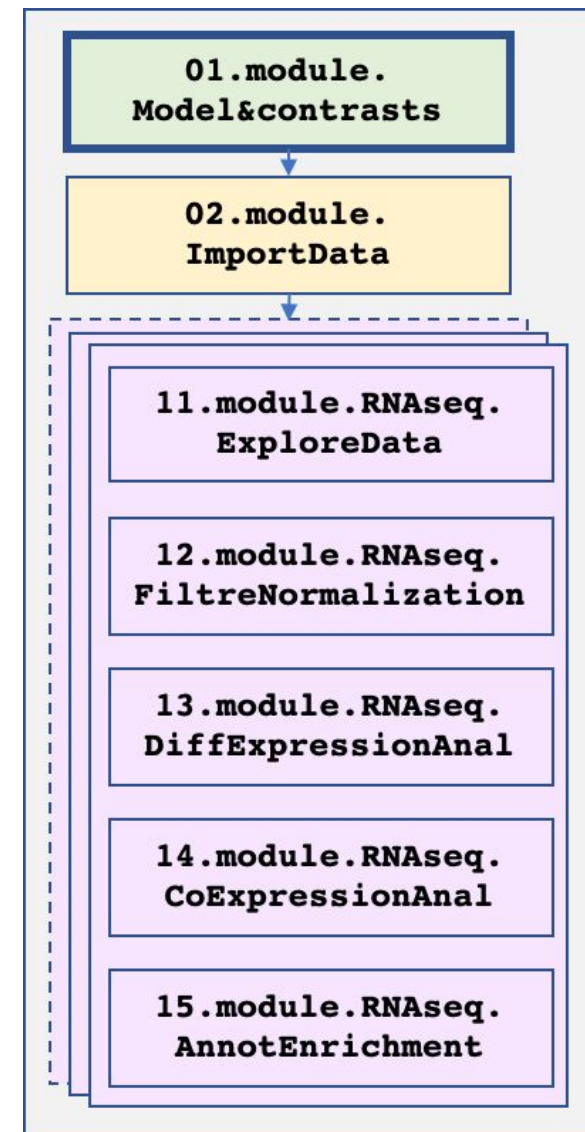 01.module.
Model&contrasts
02.module.
ImportData
11.module.RNAseq.
ExploreData
12.module.RNAseq.
FiltreNormalization
13.module.RNAseq.
DiffExpressionAnal
14.module.RNAseq.
CoExpressionAnal
15.module.RNAseq.
AnnotEnrichment